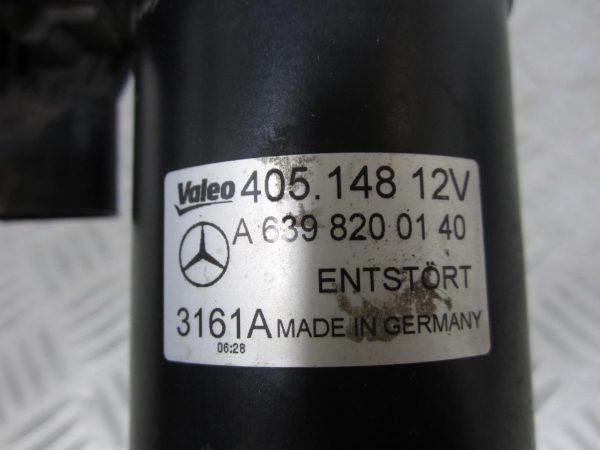 Valeo 405.148 12V
A 639 820 01 40
ENTSTÖRT
3161A MADE IN GERMANY
06:28